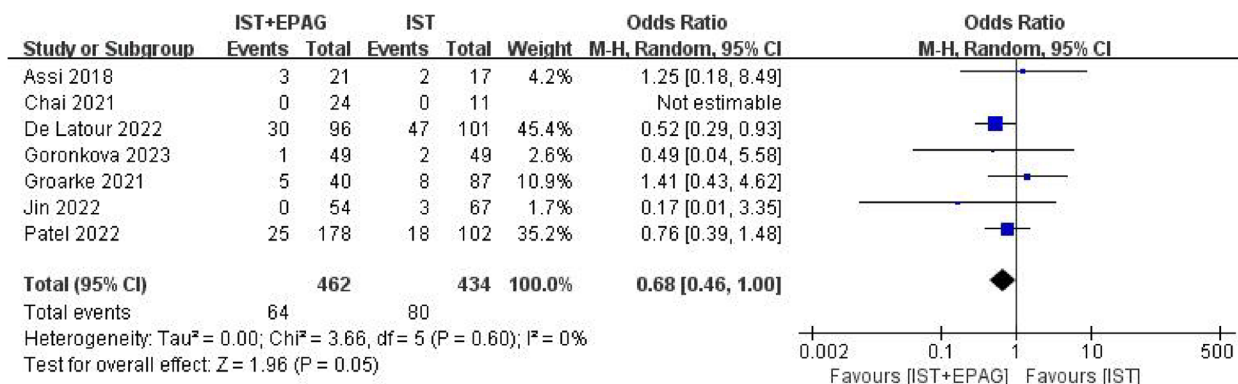 IST+EPAG IST Odds Ratio Odds Ratio
Study or Subgroup Events Total Events Total Weight M-H, Random, 95% CI M-H, Random, 95% CI
Assi 2018 3 21 2 17 4.2% 1.25 [0.18, 8.49]
Chai 2021 0 24 0 11 Not estimable
De Latour 2022 30 96 47 101 45.4% 0.52 [0.29, 0.93]
Goronkova 2023 1 49 2 49 2.6% 0.49 [0.04, 5.58]
Groarke 2021 5 40 8 87 10.9% 1.41 [0.43, 4.62]
Jin 2022 0 54 3 67 1.7% 0.17 [0.01, 3.35]
Patel 2022 25 178 18 102 35.2% 0.76 [0.39, 1.48]
Total (95% CI) 462 434 100.0% 0.68 [0.46, 1.00]
Total events 64 80
Heterogeneity: Tau² = 0.00; Chi² = 3.66, df = 5 (P = 0.60); I² = 0%
Test for overall effect: Z = 1.96 (P = 0.05)
0.002 0.1 1 10 500
Favours [IST+EPAG] Favours [IST]